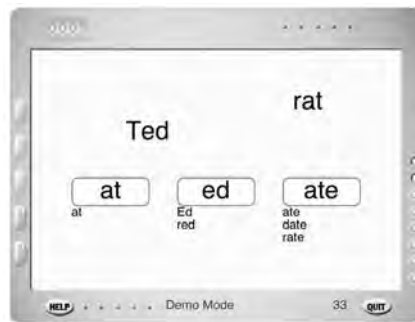 rat
Ted
at ed ate
at Ed ate
red date
rate
HELP Demo Mode 33 QUIT